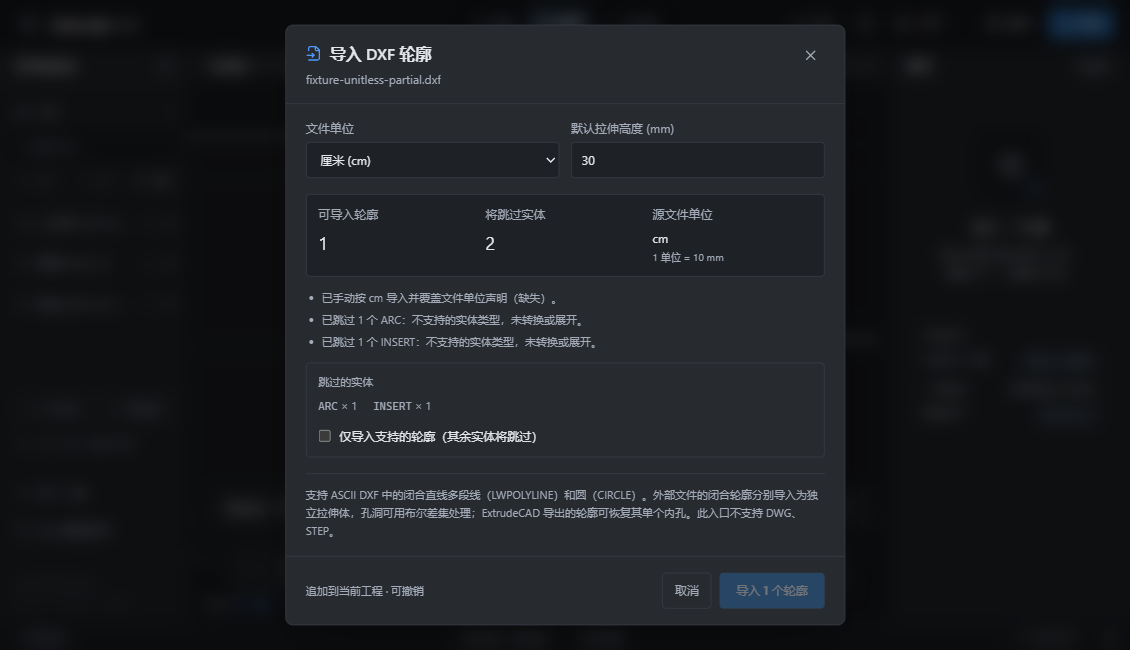 导入 DXF 轮廓
fixture-unitless-partial.dxf
文件单位
默认拉伸高度 (mm)
厘米 (cm)
30
可导入轮廓
将跳过实体
源文件单位
1
2
cm
1 单位 = 10 mm
已手动按 cm 导入并覆盖文件单位声明（缺失）。
已跳过 1 个 ARC：不支持的实体类型，未转换或展开。
已跳过 1 个 INSERT：不支持的实体类型，未转换或展开。
跳过的实体
ARC × 1 INSERT × 1
仅导入支持的轮廓（其余实体将跳过）
支持 ASCII DXF 中的闭合直线多段线（LWPOLYLINE）和圆（CIRCLE）。外部文件的闭合轮廓分别导入为独
立拉伸体，孔洞可用布尔差集处理；ExtrudeCAD 导出的轮廓可恢复其单个内孔。此入口不支持 DWG、
STEP。
追加到当前工程 · 可撤销
取消
导入 1 个轮廓